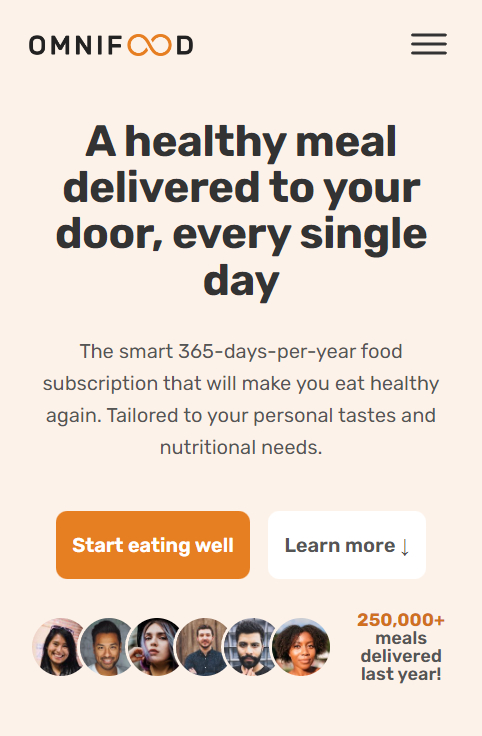 OMNIFOOD
A healthy meal
delivered to your
door, every single
day
The smart 365-days-per-year food
subscription that will make you eat healthy
again. Tailored to your personal tastes and
nutritional needs.
Start eating well
Learn more ↓
250,000+
meals
delivered
last year!